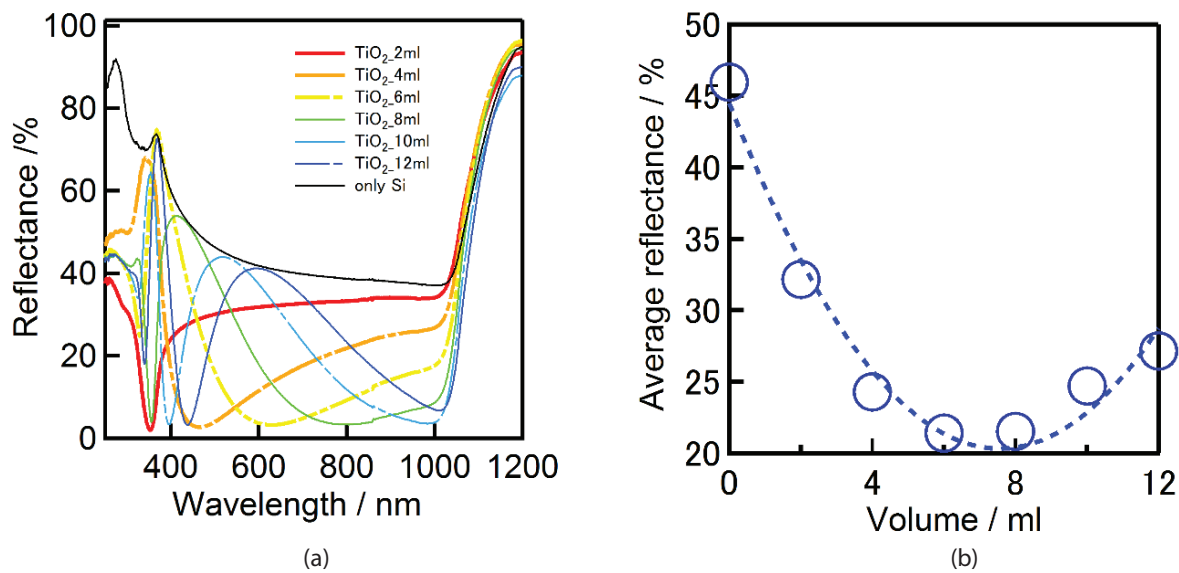 100
80
60
40
20
0
Reflectance /%
TiO₂_2ml
TiO₂_4ml
TiO₂_6ml
TiO₂_8ml
TiO₂_10ml
TiO₂_12ml
only Si
400 600 800 1000 1200
Wavelength / nm
(a)
50
45
40
35
30
25
20
Average reflectance / %
0 4 8 12
Volume / ml
(b)